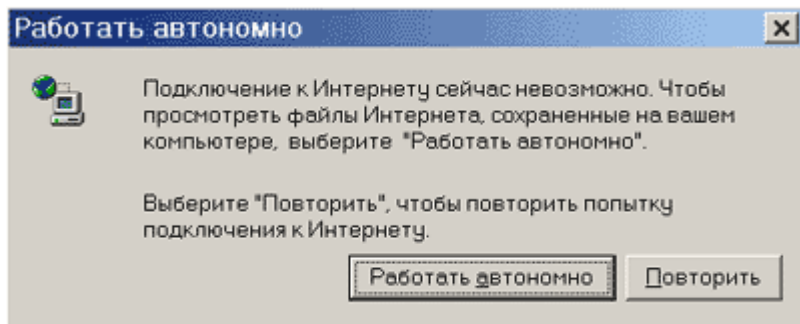 Работать автономно
Подключение к Интернету сейчас невозможно. Чтобы
просмотреть файлы Интернета, сохраненные на вашем
компьютере, выберите "Работать автономно".
Выберите "Повторить", чтобы повторить попытку
подключения к Интернету.
Работать автономно Повторить